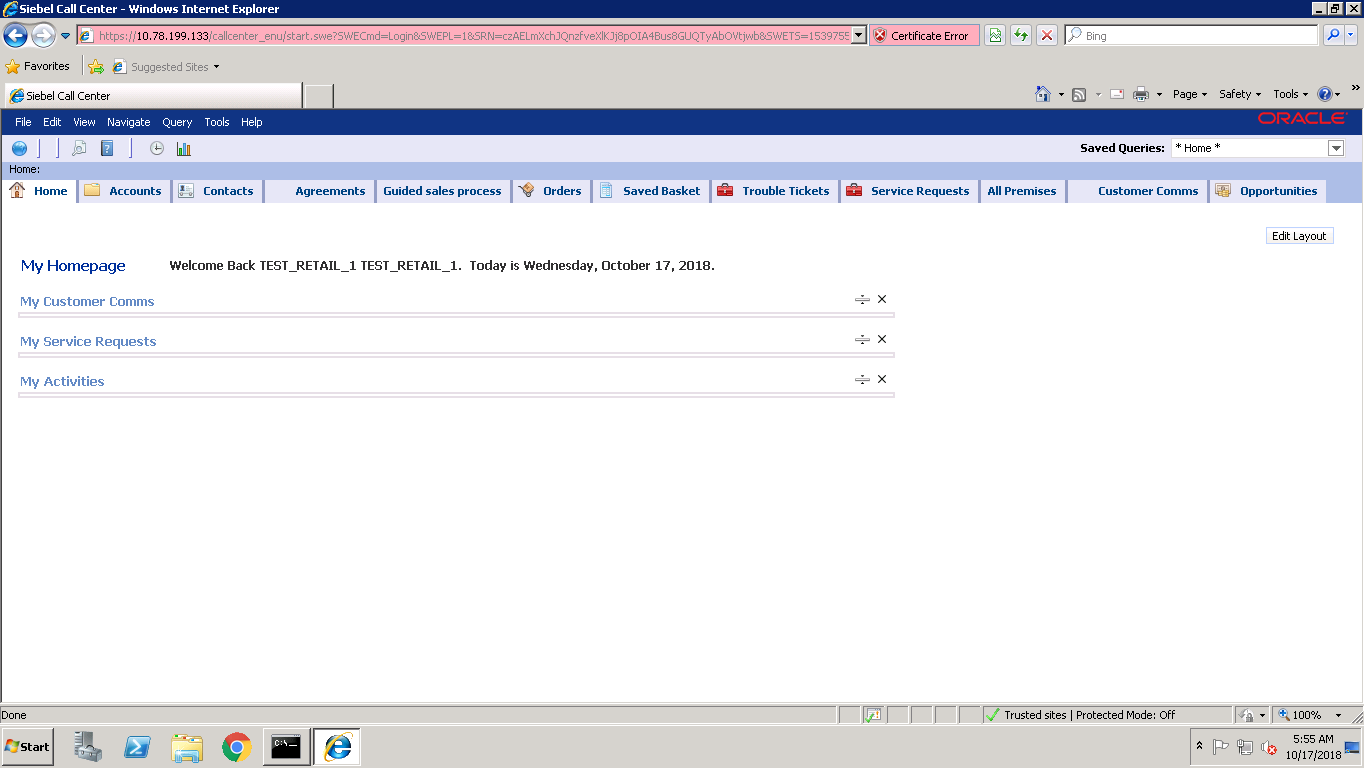 Siebel Call Center - Windows Internet Explorer
https://10.78.199.133/callcenter_enu/start.swe?SWECmd=Login&SWEPL=1&SRN=
Certificate Error
Bing
Favorites
Suggested Sites
Siebel Call Center
Page Safety Tools
File Edit View Navigate Query Tools Help
ORACLE
Saved Queries: * Home *
Home:
Home Accounts Contacts Agreements Guided sales process Orders Saved Basket Trouble Tickets Service Requests All Premises Customer Comms Opportunities
Edit Layout
My Homepage Welcome Back TEST_RETAIL_1 TEST_RETAIL_1. Today is Wednesday, October 17, 2018.
My Customer Comms
My Service Requests
My Activities
Done
Trusted sites | Protected Mode: Off
100%
Start
5:55 AM
10/17/2018